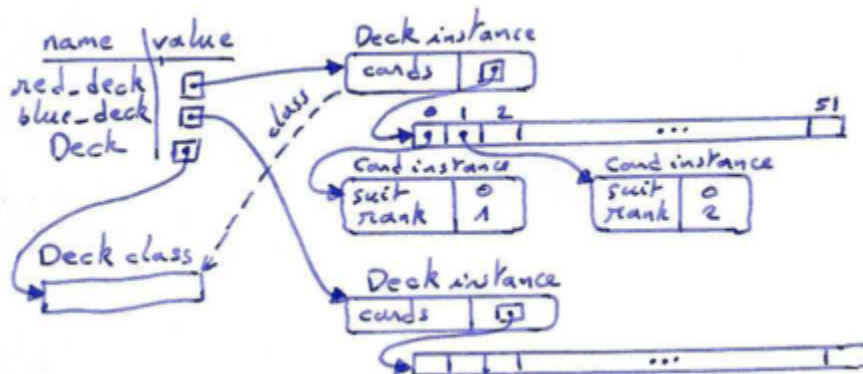 name value
red_deck
blue_deck
Deck
Deck class
class
Deck instance
cards
0 1 2 51
...
Card instance
suit 0
rank 1
Card instance
suit 0
rank 2
Deck instance
cards
...